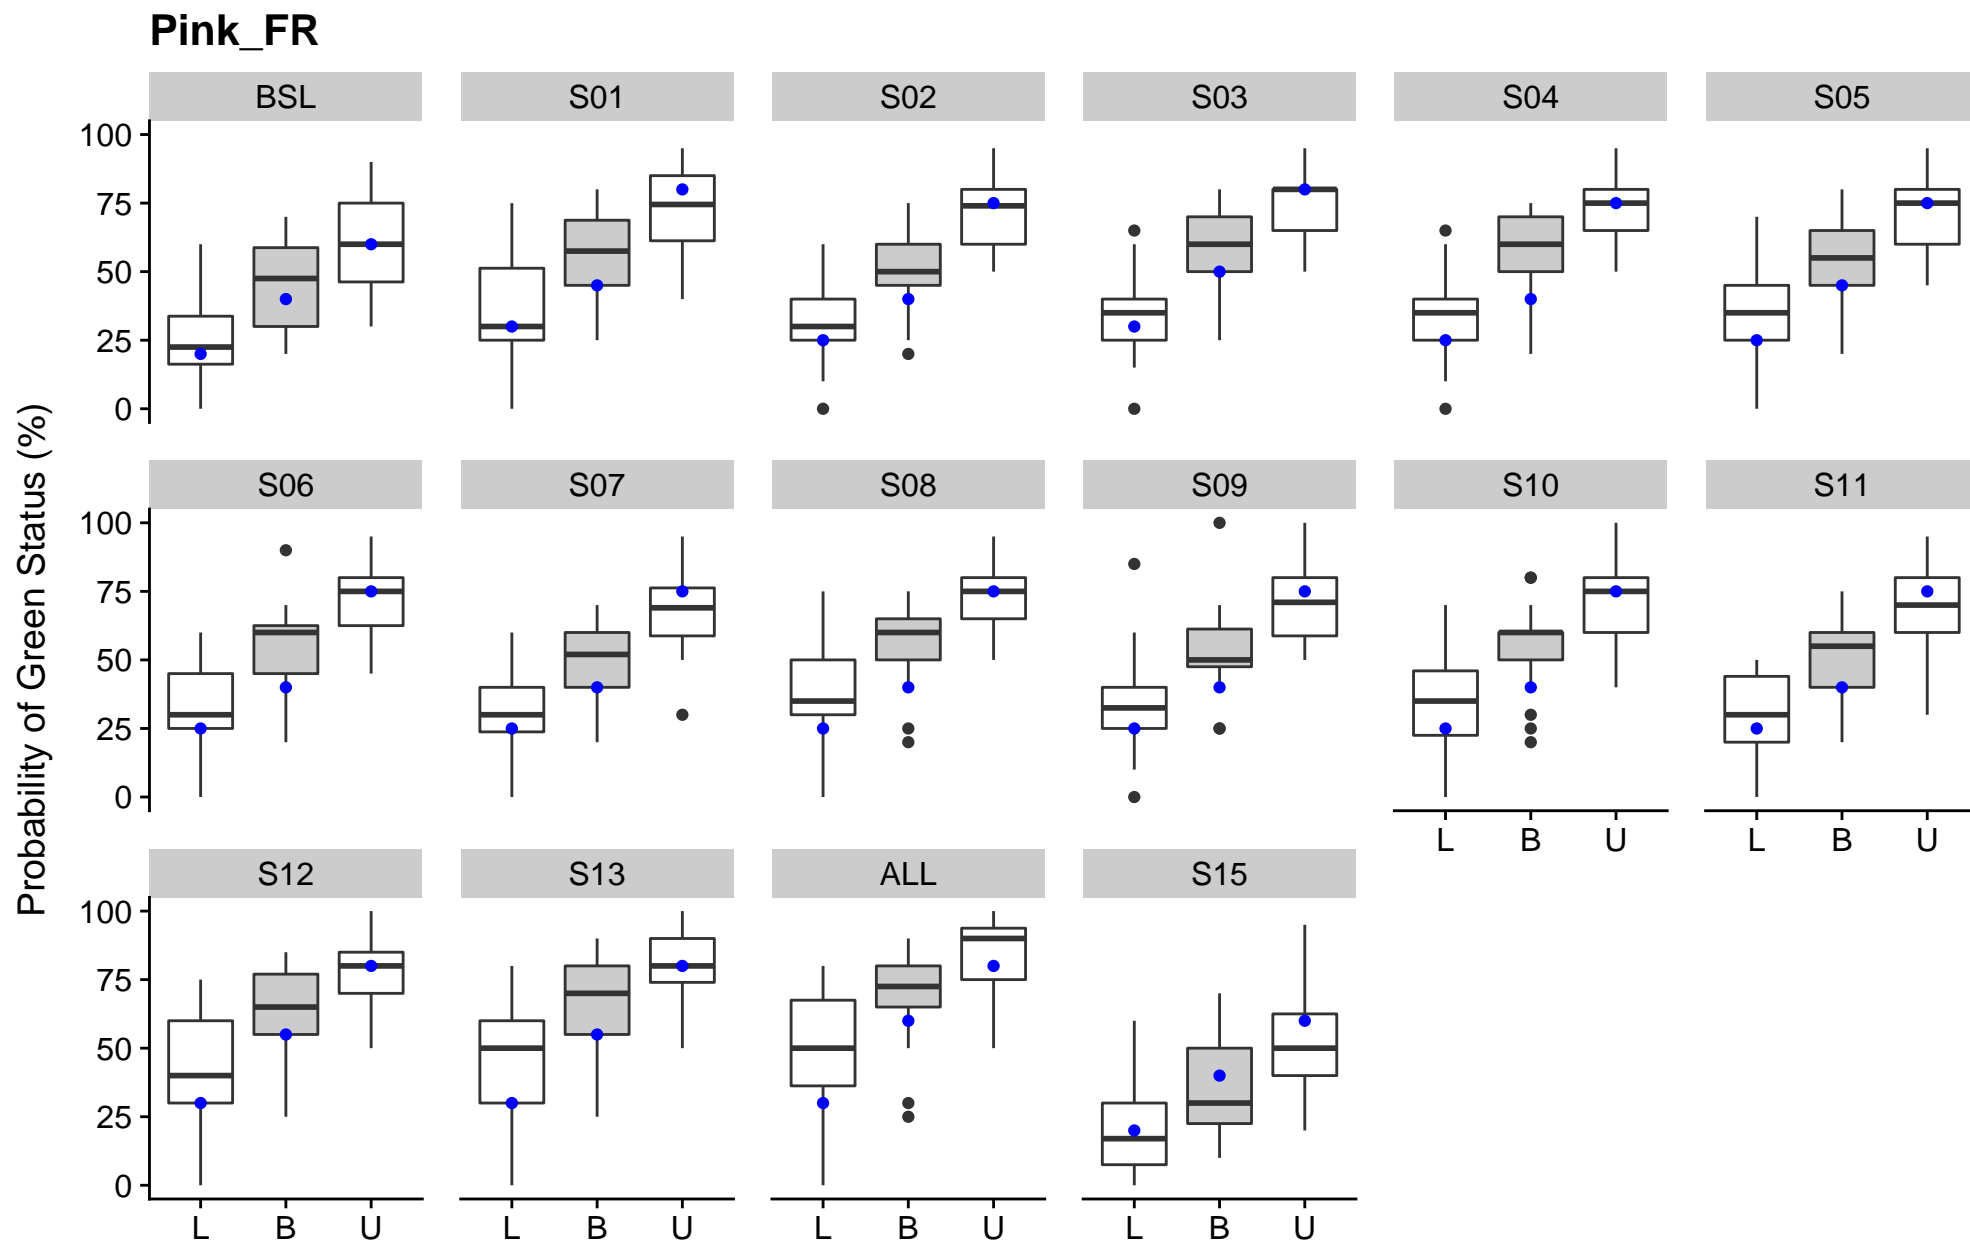 Pink_FR
BSL S01 S02 S03 S04 S05
100
75
50
25
0
Probability of Green Status (%)
S06 S07 S08 S09 S10 S11
100
75
50
25
0
L B U L B U
S12 S13 ALL S15
100
75
50
25
0
L B U L B U L B U L B U